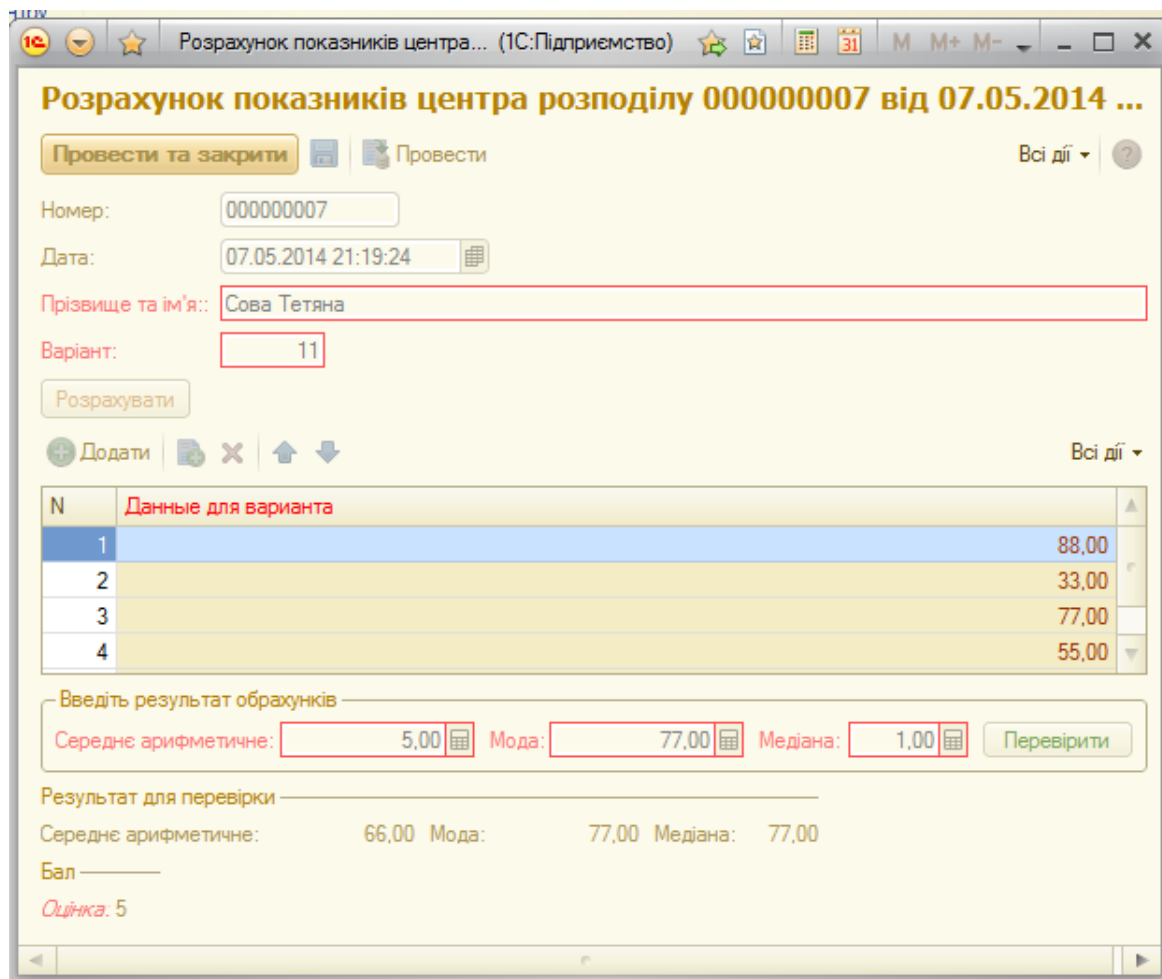 1С Розрахунок показників центра... (1С:Підприємство) 31 M M+ M-
Розрахунок показників центра розподілу 000000007 від 07.05.2014 ...
Провести та закрити Провести Всі дії ?
Номер: 000000007
Дата: 07.05.2014 21:19:24
Прізвище та ім'я:: Сова Тетяна
Варіант: 11
Розрахувати
Додати Всі дії
N Данные для варианта
1 88,00
2 33,00
3 77,00
4 55,00
Введіть результат обрахунків
Середнє арифметичне: 5,00 Мода: 77,00 Медіана: 1,00 Перевірити
Результат для перевірки
Середнє арифметичне: 66,00 Мода: 77,00 Медіана: 77,00
Бал
Оцінка: 5